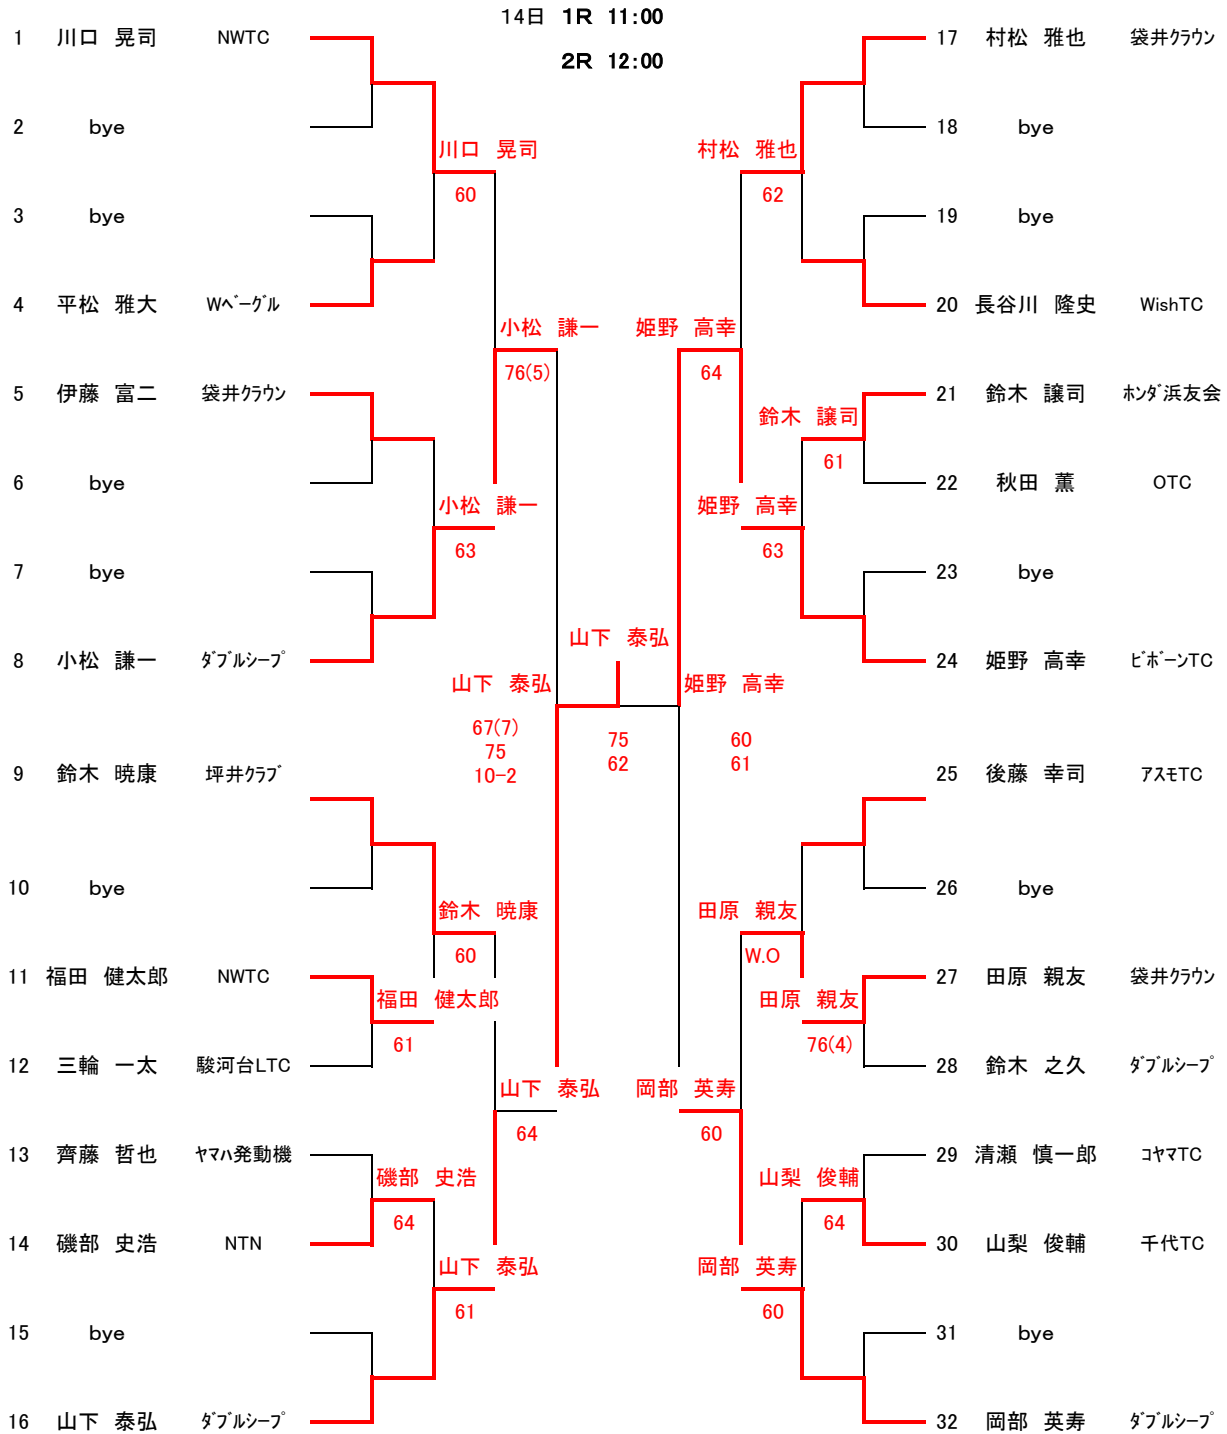 14日 1R 11:00
2R 12:00
1 川口 晃司 NWTC
2 bye
川口 晃司
60
3 bye
4 平松 雅大 Wベーグル
小松 謙一
76(5)
5 伊藤 富二 袋井クラウン
6 bye
小松 謙一
63
7 bye
8 小松 謙一 ダブルシープ
山下 泰弘
67(7)
75
10-2
9 鈴木 暁康 坪井クラブ
10 bye
鈴木 暁康
60
11 福田 健太郎 NWTC
福田 健太郎
61
12 三輪 一太 駿河台LTC
山下 泰弘
64
13 齊藤 哲也 ヤマハ発動機
磯部 史浩
64
14 磯部 史浩 NTN
山下 泰弘
61
15 bye
16 山下 泰弘 ダブルシープ
山下 泰弘
75
62
17 村松 雅也 袋井クラウン
18 bye
村松 雅也
62
19 bye
20 長谷川 隆史 WishTC
姫野 高幸
64
21 鈴木 譲司 ホンダ浜友会
鈴木 譲司
61
22 秋田 薫 OTC
姫野 高幸
63
23 bye
24 姫野 高幸 ビボーンTC
姫野 高幸
60
61
25 後藤 幸司 アスモTC
26 bye
田原 親友
W.O
27 田原 親友 袋井クラウン
田原 親友
76(4)
28 鈴木 之久 ダブルシープ
岡部 英寿
60
29 清瀬 慎一郎 コヤマTC
山梨 俊輔
64
30 山梨 俊輔 千代TC
岡部 英寿
60
31 bye
32 岡部 英寿 ダブルシープ